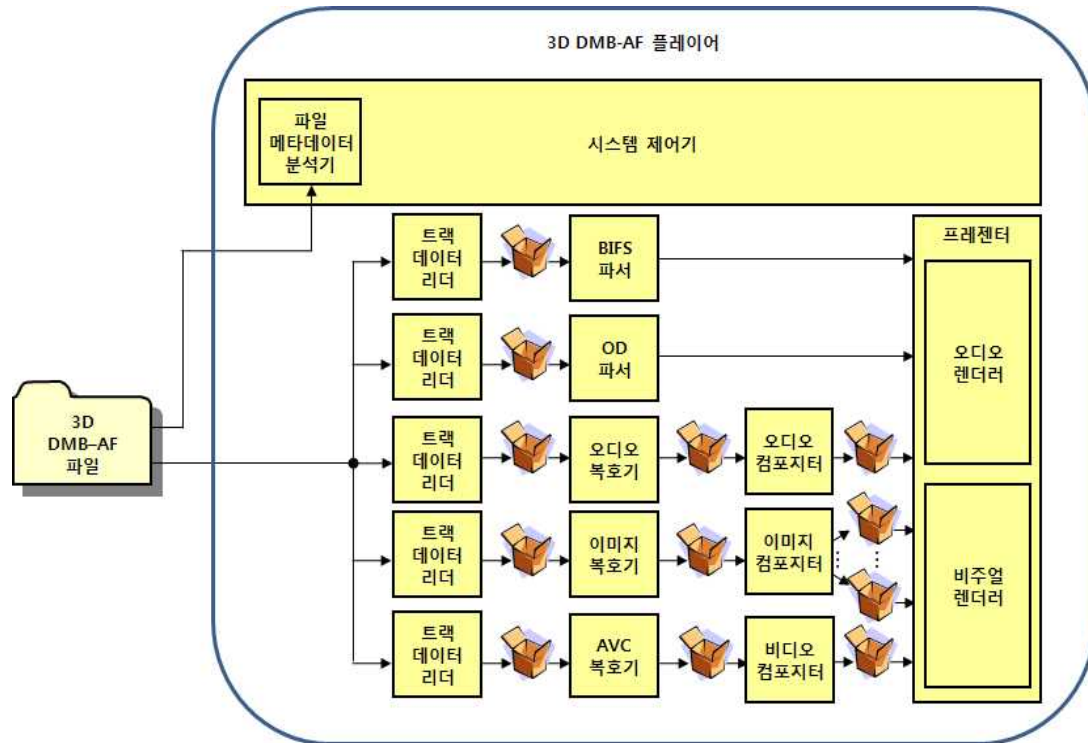 3D DMB-AF 플레이어
파일
메타데이터
분석기
시스템 제어기
트랙
데이터
리더
BIFS
파서
프레젠터
트랙
데이터
리더
OD
파서
오디오
렌더러
3D
DMB–AF
파일
트랙
데이터
리더
오디오
복호기
오디오
컴포지터
트랙
데이터
리더
이미지
복호기
이미지
컴포지터
비주얼
렌더러
트랙
데이터
리더
AVC
복호기
비디오
컴포지터